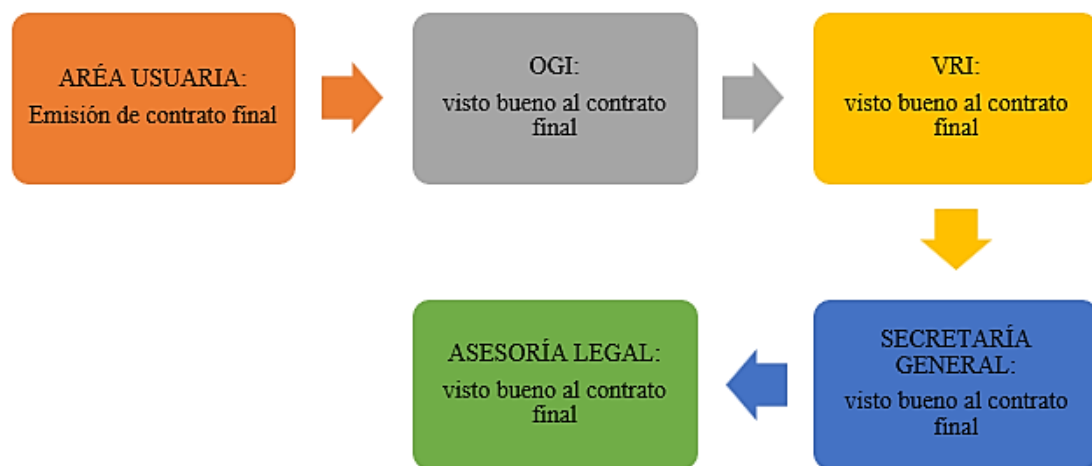 ARÉA USUARIA:
Emisión de contrato final
OGI:
visto bueno al contrato
final
VRI:
visto bueno al contrato
final
SECRETARÍA
GENERAL:
visto bueno al contrato
final
ASESORÍA LEGAL:
visto bueno al contrato
final